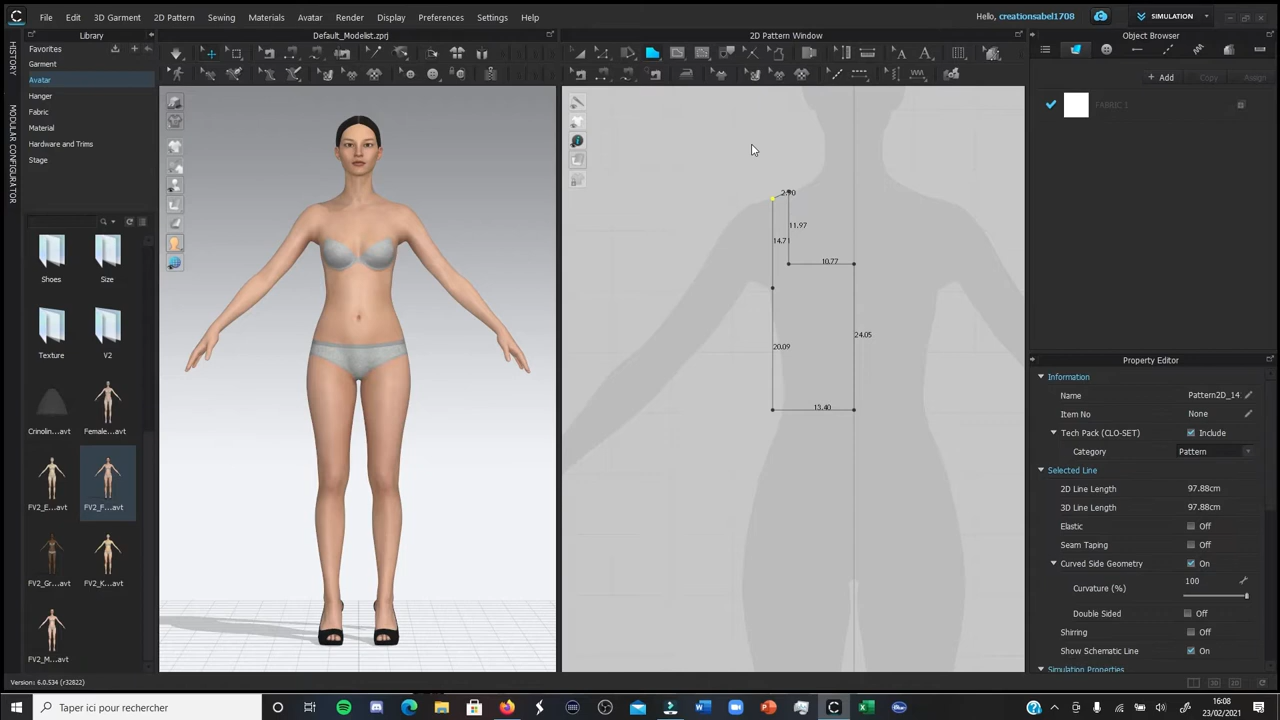 File Edit 3D Garment 2D Pattern Sewing Materials Avatar Render Display Preferences Settings Help
Hello, creationsabel1708
SIMULATION
HISTORY
MODULAR CONFIGURATOR
Library
Default_Modelist.zprj
2D Pattern Window
Object Browser
Favorites
Garment
Avatar
Hanger
Fabric
Material
Hardware and Trims
Stage
Shoes
Size
Texture
V2
Crinolin...avt
Female...avt
FV2_E...avt
FV2_F...avt
FV2_Gr...avt
FV2_K...avt
FV2_M...avt
2.90
11.97
14.71
10.77
24.05
20.09
13.40
Add
Copy
Assign
FABRIC 1
Property Editor
Information
Name Pattern2D_14
Item No None
Tech Pack (CLO-SET) Include
Category Pattern
Selected Line
2D Line Length 97.88cm
3D Line Length 97.88cm
Elastic Off
Seam Taping Off
Curved Side Geometry On
Curvature (%) 100
Double Sided Off
Shirring Off
Show Schematic Line On
Simulation Properties
Version: 6.0.534 (r32822)
Taper ici pour rechercher
16:08
23/02/2021